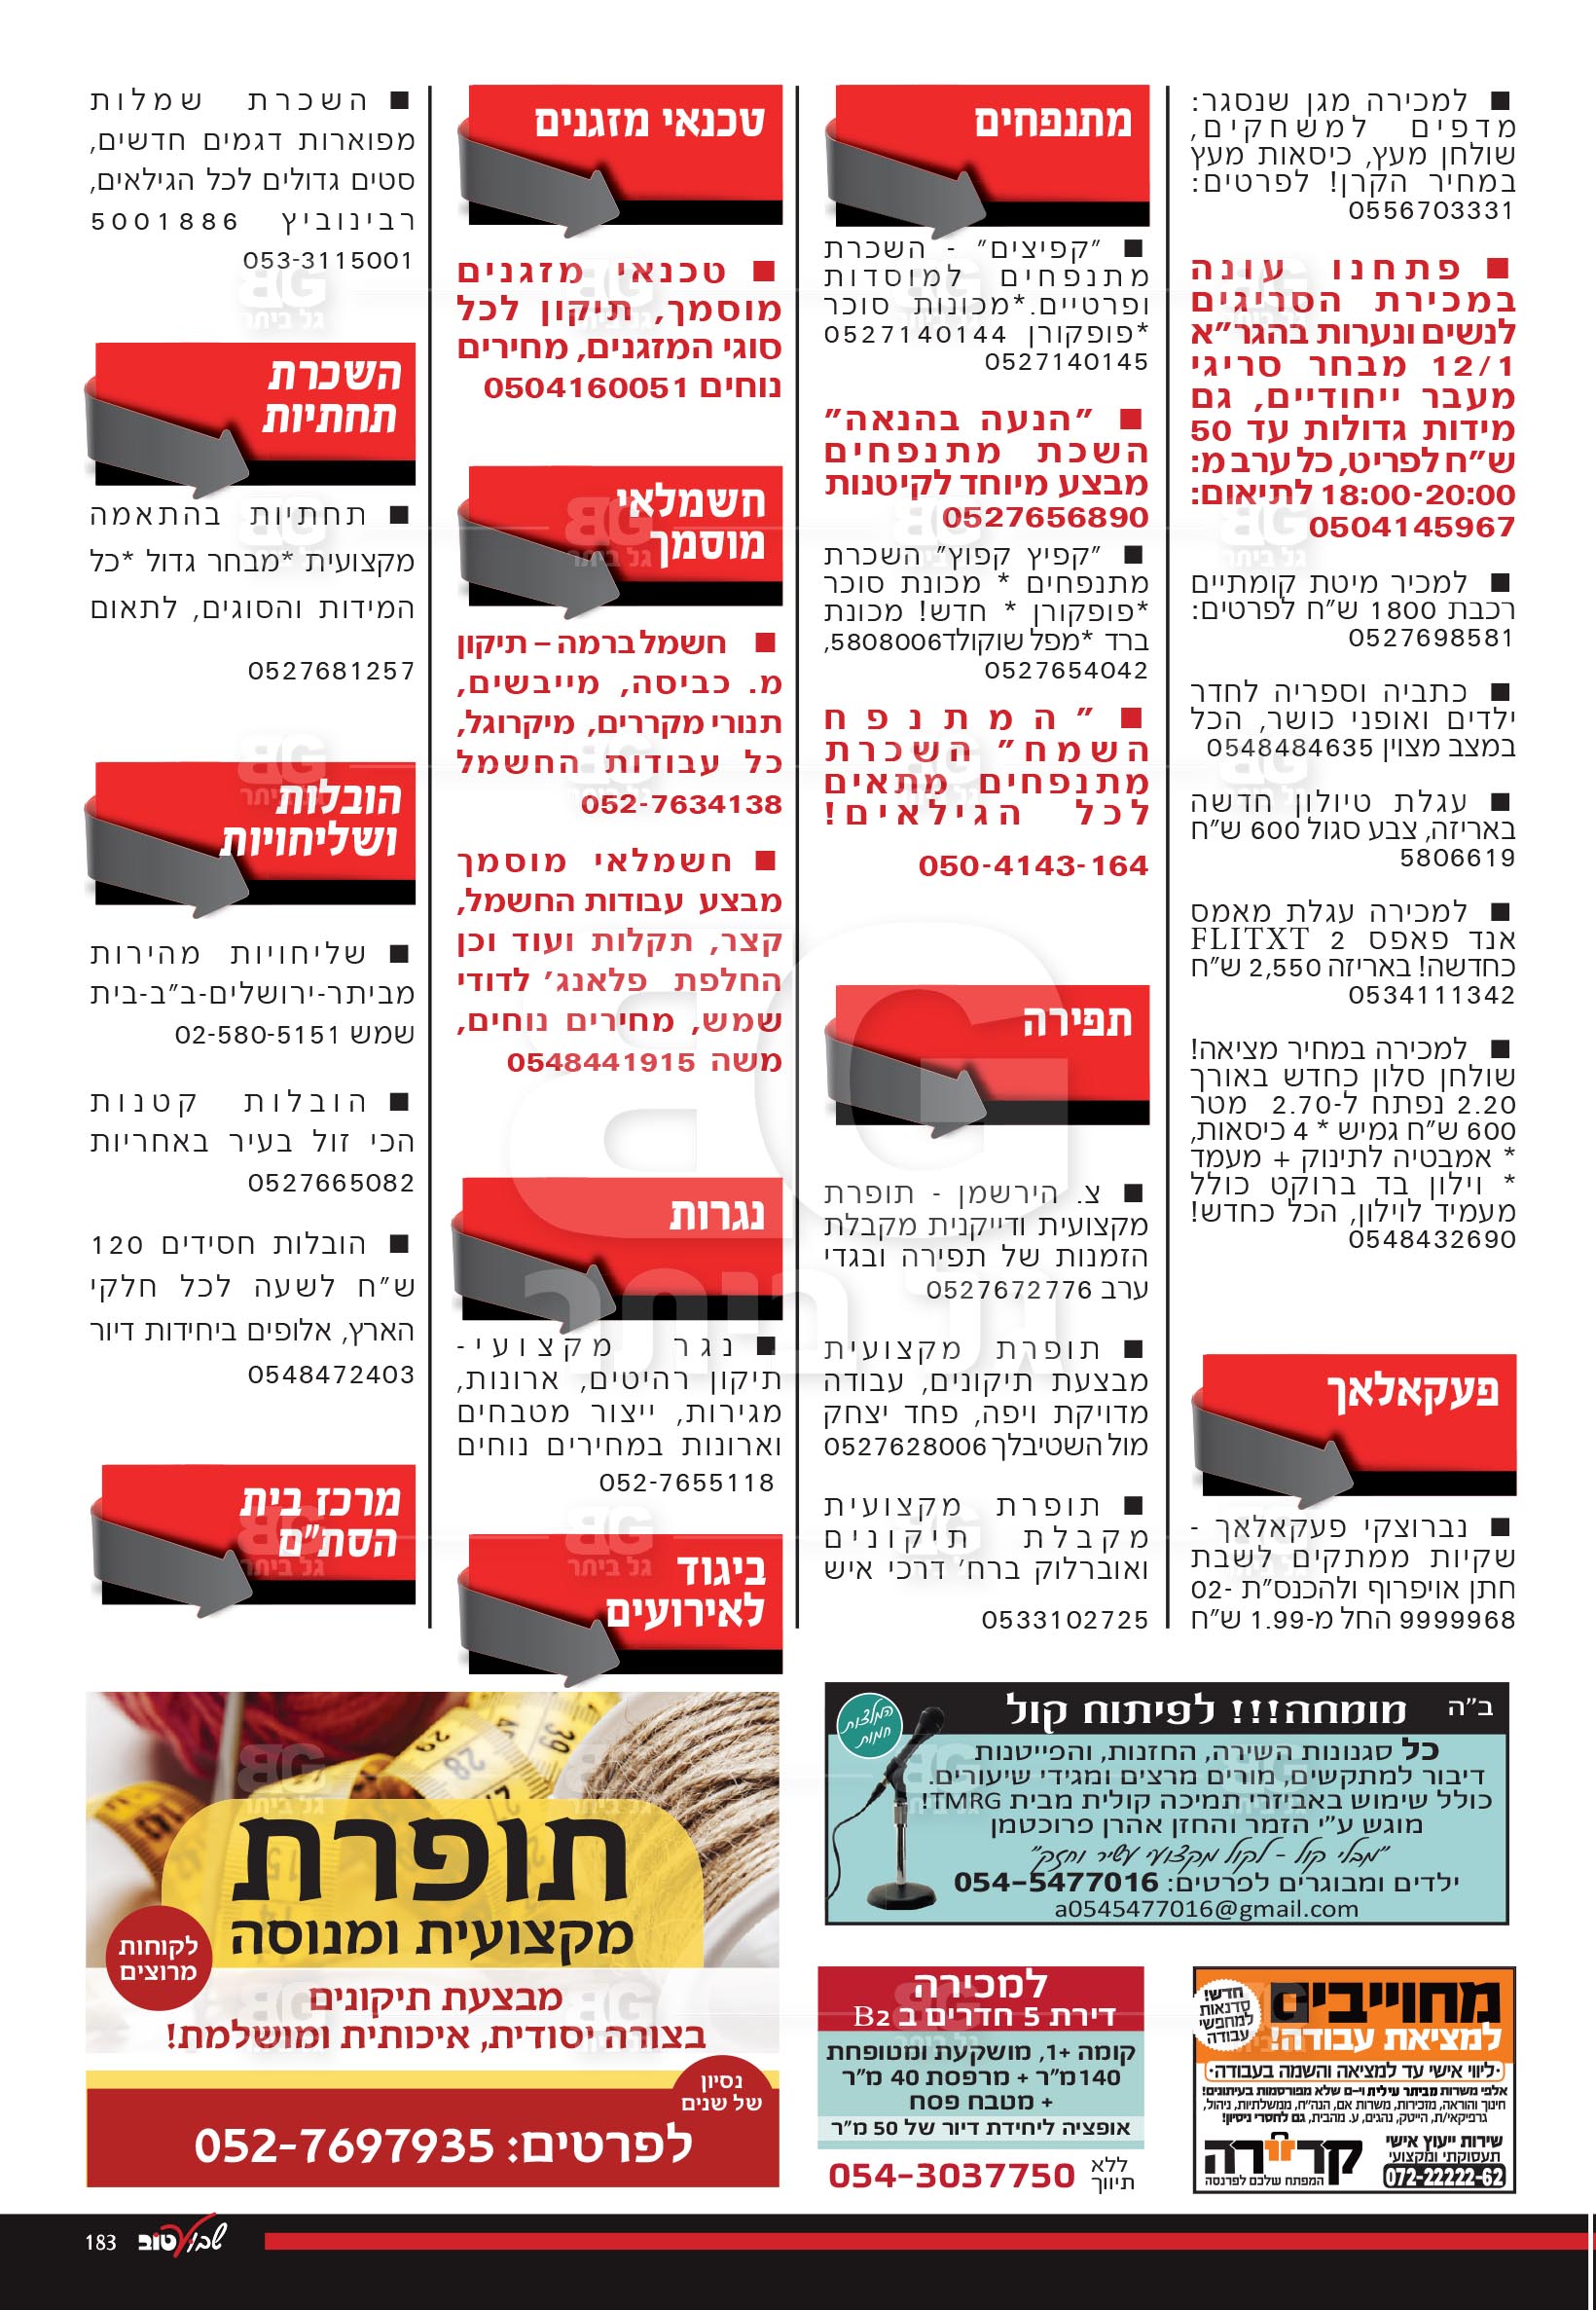 ■ למכירה מגן שנסגר:
מדפים למשחקים,
שולחן מעץ, כיסאות מעץ
במחיר הקרן! לפרטים:
0556703331
■ פתחנו עונה
במכירת הסריגים
לנשים ונערות בהגר״א
12/1 מבחר סריגי
מעבר ייחודיים, גם
מידות גדולות עד 50
ש״ח לפריט, כל ערב מ:
18:00-20:00 לתיאום:
0504145967
■ למכיר מיטת קומתיים
רכבת 1800 ש״ח לפרטים:
0527698581
■ כתביה וספריה לחדר
ילדים ואופני כושר, הכל
במצב מצוין 0548484635
■ עגלת טיולון חדשה
באריזה, צבע סגול 600 ש״ח
5806619
■ למכירה עגלת מאמס
אנד פאפס FLITXT 2
כחדשה! באריזה 2,550 ש״ח
0534111342
■ למכירה במחיר מציאה!
שולחן סלון כחדש באורך
2.20 נפתח ל-2.70 מטר
600 ש״ח גמיש * 4 כיסאות,
* אמבטיה לתינוק + מעמד
* וילון בד ברוקט כולל
מעמיד לוילון, הכל כחדש!
0548432690
פעקאלאך
■ נברוצקי פעקאלאך -
שקיות ממתקים לשבת
חתן אויפרוף ולהכנס״ת 02-
9999968 החל מ-1.99 ש״ח
מתנפחים
■ ״קפיצים״ - השכרת
מתנפחים למוסדות
ופרטיים.*מכונות סוכר
*פופקורן 0527140144
0527140145
■ ״הנעה בהנאה״
השכת מתנפחים
מבצע מיוחד לקיטנות
0527656890
■ ״קפיץ קפוץ״ השכרת
מתנפחים * מכונת סוכר
*פופקורן * חדש! מכונת
ברד *מפל שוקולד5808006,
0527654042
■ ״המתנפח
השמח״ השכרת
מתנפחים מתאים
לכל הגילאים!
050-4143-164
תפירה
■ צ. הירשמן - תופרת
מקצועית ודייקנית מקבלת
הזמנות של תפירה ובגדי
ערב 0527672776
■ תופרת מקצועית
מבצעת תיקונים, עבודה
מדויקת ויפה, פחד יצחק
מול השטיבלך 0527628006
■ תופרת מקצועית
מקבלת תיקונים
ואוברלוק ברח׳ דרכי איש
0533102725
טכנאי מזגנים
■ טכנאי מזגנים
מוסמך, תיקון לכל
סוגי המזגנים, מחירים
נוחים 0504160051
חשמלאי
מוסמך
■ חשמל ברמה – תיקון
מ. כביסה, מייבשים,
תנורי מקררים, מיקרוגל,
כל עבודות החשמל
052-7634138
■ חשמלאי מוסמך
מבצע עבודות החשמל,
קצר, תקלות ועוד וכן
החלפת פלאנג׳ לדודי
שמש, מחירים נוחים,
משה 0548441915
נגרות
■ נגר מקצועי-
תיקון רהיטים, ארונות,
מגירות, ייצור מטבחים
וארונות במחירים נוחים
052-7655118
ביגוד
לאירועים
■ השכרת שמלות
מפוארות דגמים חדשים,
סטים גדולים לכל הגילאים,
רבינוביץ 5001886
053-3115001
השכרת
תחתיות
■ תחתיות בהתאמה
מקצועית *מבחר גדול *כל
המידות והסוגים, לתאום
0527681257
הובלות
ושליחויות
■ שליחויות מהירות
מביתר-ירושלים-ב״ב-בית
שמש 02-580-5151
■ הובלות קטנות
הכי זול בעיר באחריות
0527665082
■ הובלות חסידים 120
ש״ח לשעה לכל חלקי
הארץ, אלופים ביחידות דיור
0548472403
מרכז בית
הסת״ם
ב״ה
מומחה!!! לפיתוח קול
המלצות
חמות
כל סגנונות השירה, החזנות, והפייטנות
דיבור למתקשים, מורים מרצים ומגידי שיעורים.
כולל שימוש באביזרי תמיכה קולית מבית TMRG!
מוגש ע״י הזמר והחזן אהרן פרוכטמן
״מבלי קול - לקול מקצועי עשיר וחזק״
ילדים ומבוגרים לפרטים: 054-5477016
a0545477016@gmail.com
מחוייבים
למציאת עבודה!
חדש!
סדנאות
למחפשי
עבודה
•ליווי אישי עד למציאה והשמה בעבודה•
אלפי משרות מביתר עילית וי-ם שלא מפורסמות בעיתונים!
חינוך והוראה, מזכירות, משרות אם, הנה״ח, ממשלתיות, ניהול,
גרפיקאי/ת, הייטק, נהגים, ע. מהבית, גם לחסרי ניסיון!
שירות ייעוץ אישי
תעסוקתי ומקצועי
072-22222-62
קריירה
המפתח שלכם לפרנסה
למכירה
דירת 5 חדרים ב B2
קומה +1, מושקעת ומטופחת
140מ״ר + מרפסת 40 מ״ר
+ מטבח פסח
אופציה ליחידת דיור של 50 מ״ר
ללא
תיווך
054-3037750
תופרת
מקצועית ומנוסה
לקוחות
מרוצים
מבצעת תיקונים
בצורה יסודית, איכותית ומושלמת!
נסיון
של שנים
לפרטים: 052-7697935
שבוע טוב
183
BG
גל ביתר